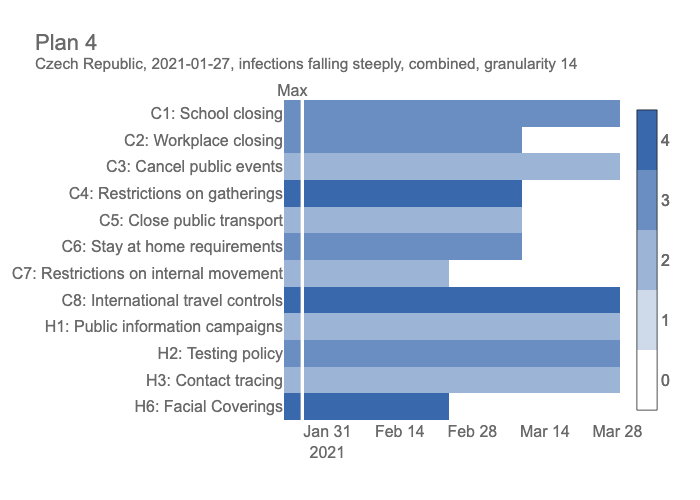 Plan 4
Czech Republic, 2021-01-27, infections falling steeply, combined, granularity 14
Max
C1: School closing
C2: Workplace closing
C3: Cancel public events
C4: Restrictions on gatherings
C5: Close public transport
C6: Stay at home requirements
C7: Restrictions on internal movement
C8: International travel controls
H1: Public information campaigns
H2: Testing policy
H3: Contact tracing
H6: Facial Coverings
4
3
2
1
0
Jan 31 Feb 14 Feb 28 Mar 14 Mar 28
2021